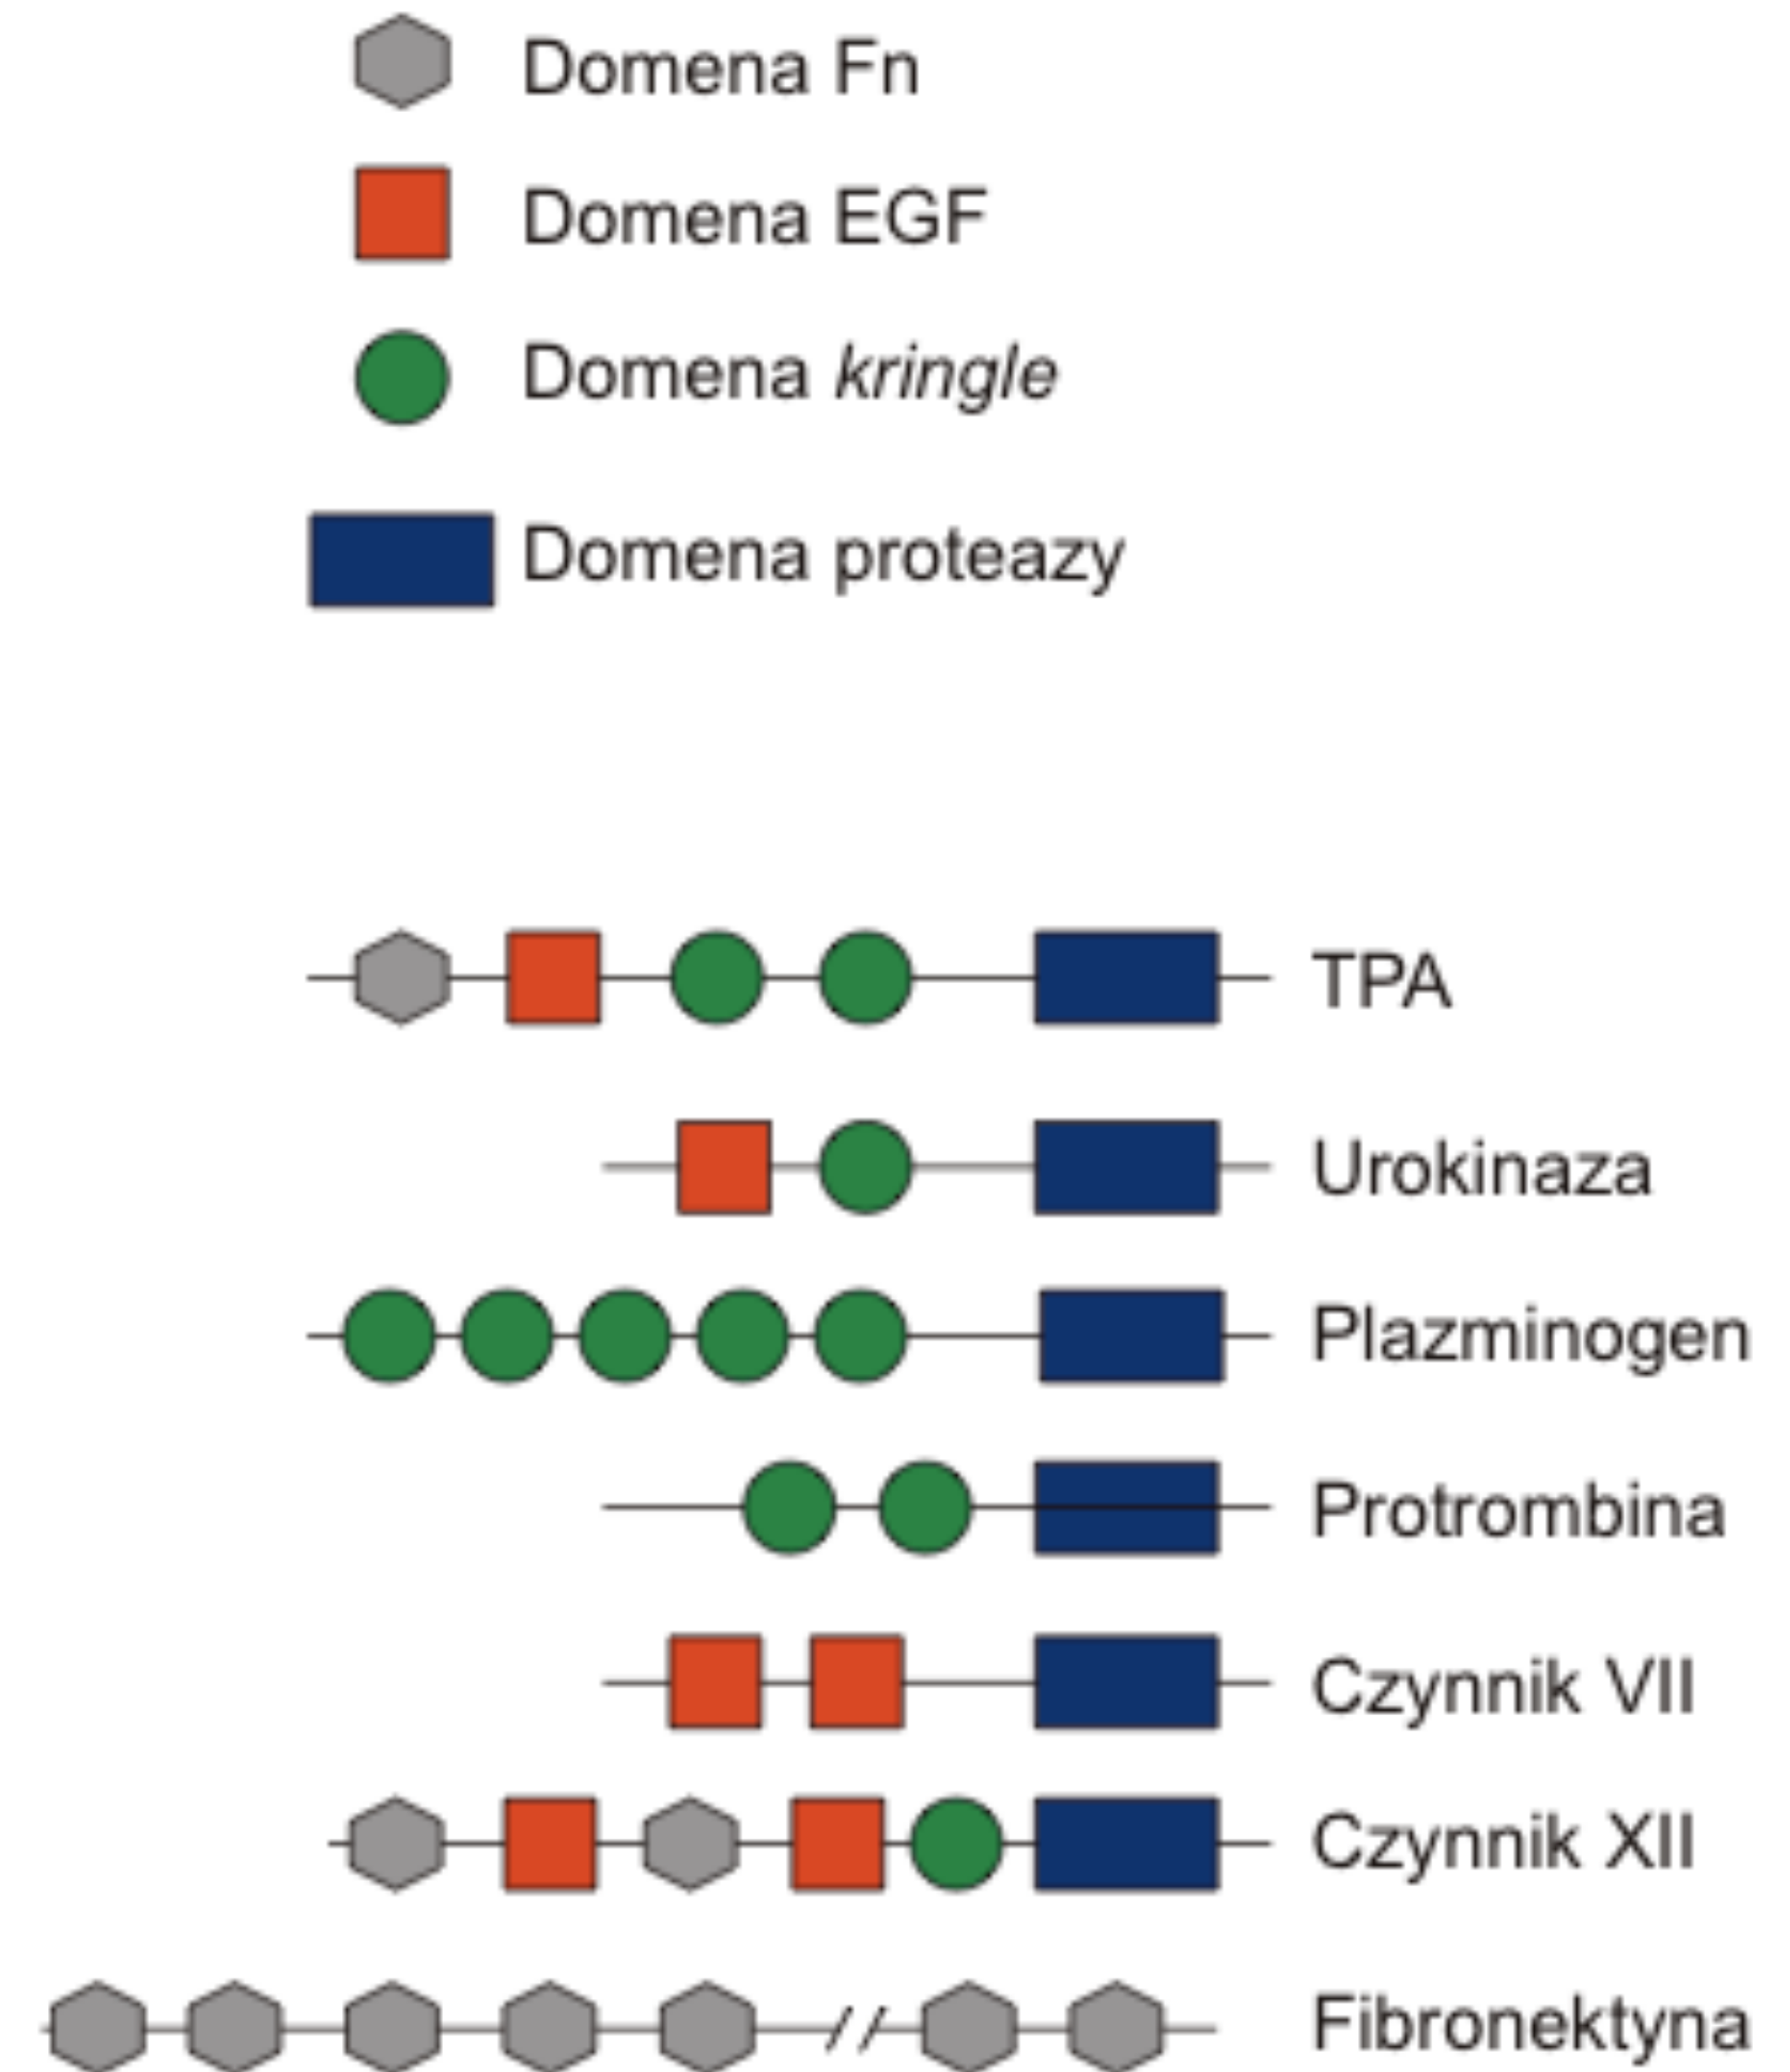 Domena Fn
Domena EGF
Domena kringle
Domena proteazy
TPA
Urokinaza
Plazminogen
Protrombina
Czynnik VII
Czynnik XII
Fibronektyna